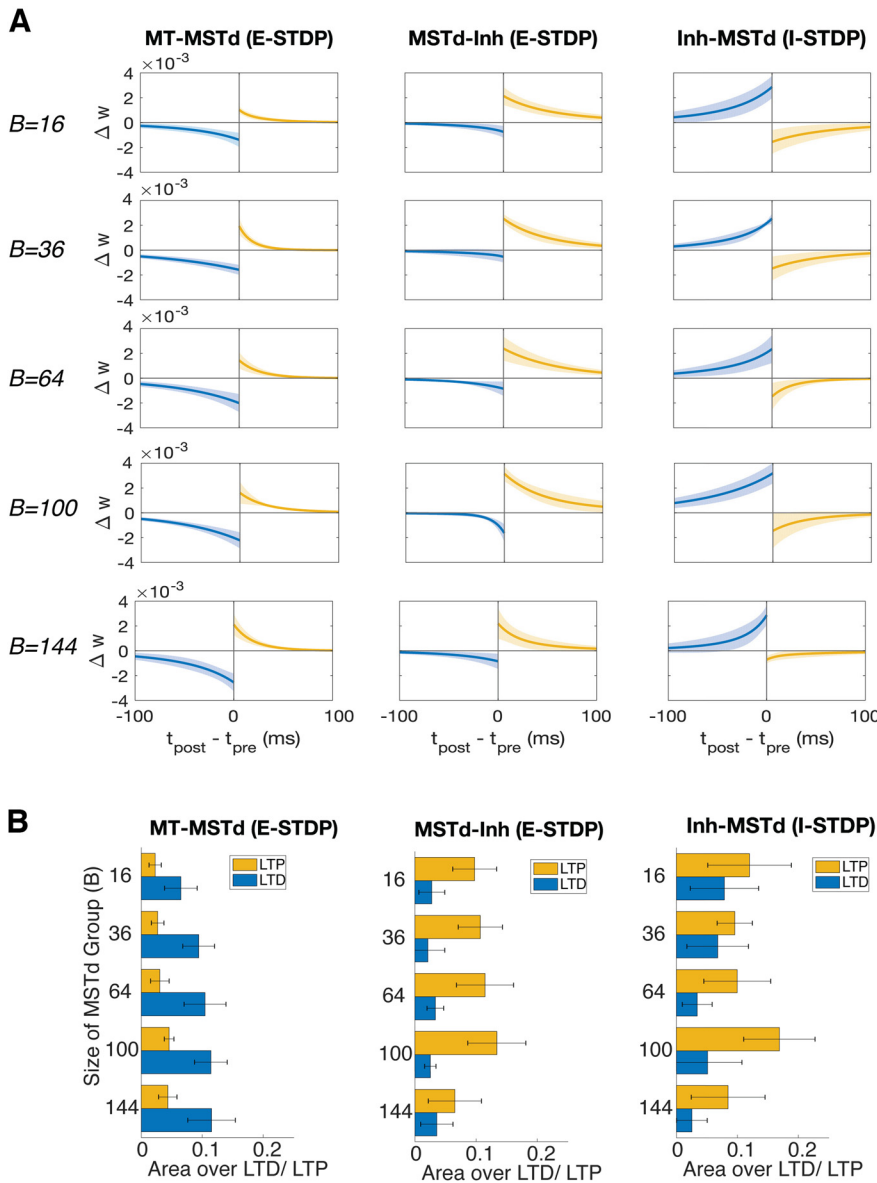 A
MT-MSTd (E-STDP) MSTd-Inh (E-STDP) Inh-MSTd (I-STDP)
×10⁻³ ×10⁻³ ×10⁻³
B=16
Δ w
4
2
0
-2
-4
×10⁻³
B=36
Δ w
4
2
0
-2
-4
×10⁻³
B=64
Δ w
4
2
0
-2
-4
×10⁻³
B=100
Δ w
4
2
0
-2
-4
×10⁻³
B=144
Δ w
4
2
0
-2
-4
-100 0 100 -100 0 100 -100 0 100
t_post - t_pre (ms) t_post - t_pre (ms) t_post - t_pre (ms)
B
MT-MSTd (E-STDP) MSTd-Inh (E-STDP) Inh-MSTd (I-STDP)
Size of MSTd Group (B)
LTP LTP LTP
LTD LTD LTD
16 16 16
36 36 36
64 64 64
100 100 100
144 144 144
0 0.1 0.2 0 0.1 0.2 0 0.1 0.2
Area over LTD/ LTP Area over LTD/ LTP Area over LTD/ LTP